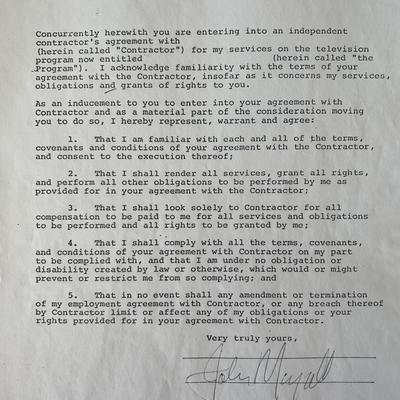 Concurrently herewith you are entering into an independent
contractor's agreement with
(herein called "Contractor") for my services on the television
program now entitled (herein called "the
Program"). I acknowledge familiarity with the terms of your
agreement with the Contractor, insofar as it concerns my services,
obligations and grants of rights to you.
As an inducement to you to enter into your agreement with
Contractor and as a material part of the consideration moving
you to do so, I hereby represent, warrant and agree:
1. That I am familiar with each and all of the terms,
covenants and conditions of your agreement with the Contractor,
and consent to the execution thereof;
2. That I shall render all services, grant all rights,
and perform all other obligations to be performed by me as
provided for in your agreement with the Contractor;
3. That I shall look solely to Contractor for all
compensation to be paid to me for all services and obligations
to be performed and all rights to be granted by me;
4. That I shall comply with all the terms, covenants,
and conditions of your agreement with Contractor on my part
to be complied with, and that I am under no obligation or
disability created by law or otherwise, which would or might
prevent or restrict me from so complying; and
5. That in no event shall any amendment or termination
of my employment agreement with Contractor, or any breach thereof
by Contractor limit or affect any of my obligations or your
rights provided for in your agreement with Contractor.
Very truly yours,
John Mayall